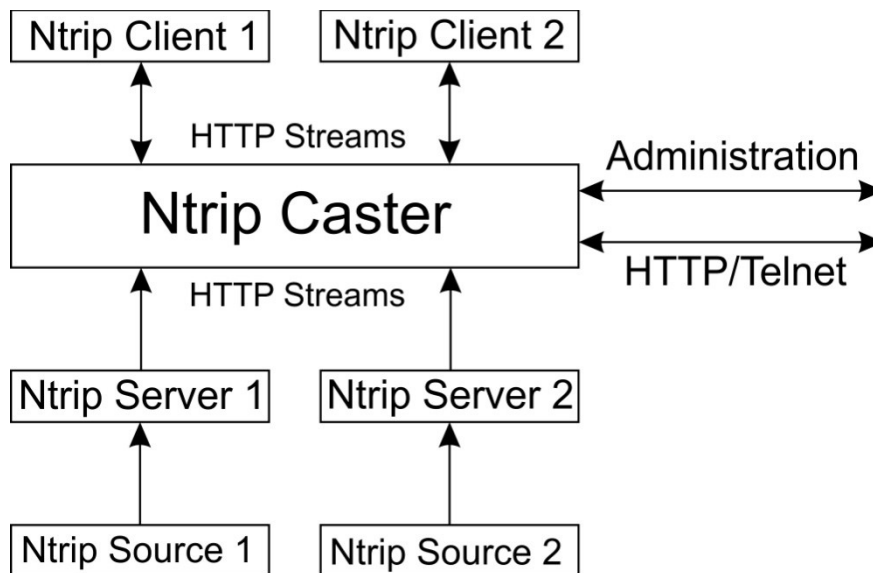 Ntrip Client 1
Ntrip Client 2
HTTP Streams
Ntrip Caster
Administration
HTTP/Telnet
HTTP Streams
Ntrip Server 1
Ntrip Server 2
Ntrip Source 1
Ntrip Source 2